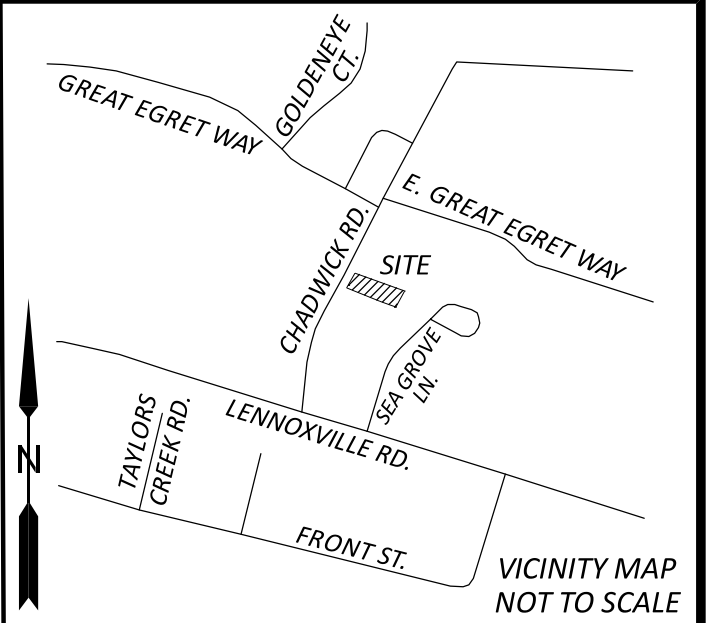 GOLDENEYE
CT.
GREAT EGRET WAY
E. GREAT EGRET WAY
CHADWICK RD.
SITE
SEA GROVE
LN.
LENNOXVILLE RD.
TAYLORS
CREEK RD.
N
FRONT ST.
VICINITY MAP
NOT TO SCALE